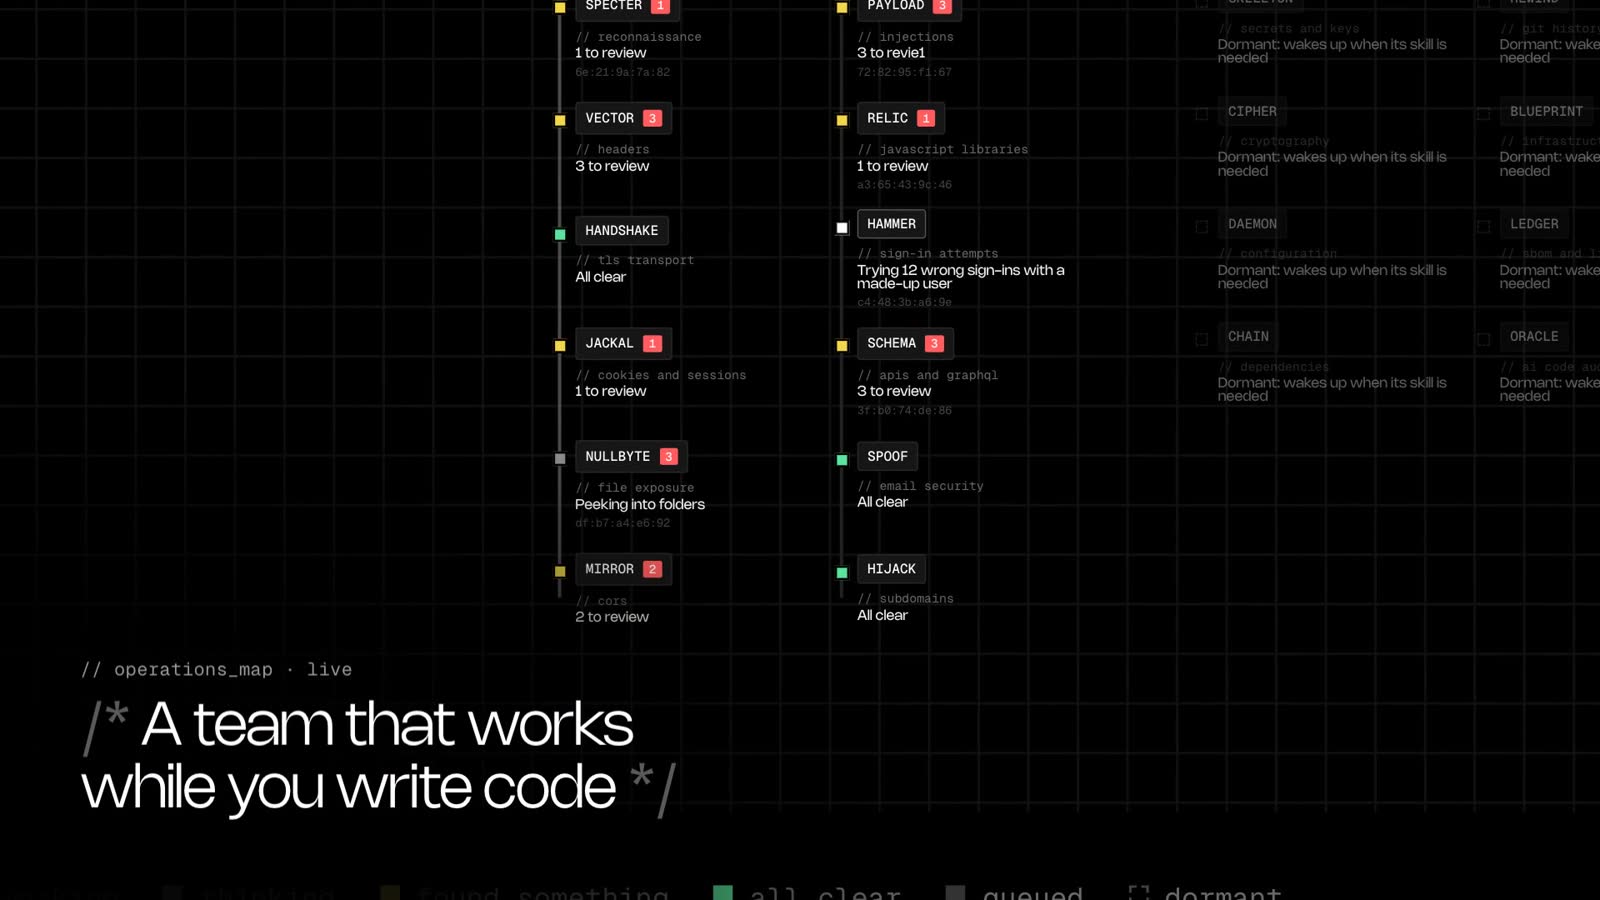 SPECTER 1
// reconnaissance
1 to review
6e:21:9a:7a:82
VECTOR 3
// headers
3 to review
HANDSHAKE
// tls transport
All clear
JACKAL 1
// cookies and sessions
1 to review
NULLBYTE 3
// file exposure
Peeking into folders
df:b7:a4:e6:92
MIRROR 2
// cors
2 to review
PAYLOAD 3
// injections
3 to revie1
72:82:95:f1:67
RELIC 1
// javascript libraries
1 to review
a3:65:43:9c:46
HAMMER
// sign-in attempts
Trying 12 wrong sign-ins with a
made-up user
c4:48:3b:a6:9e
SCHEMA 3
// apis and graphql
3 to review
3f:b0:74:de:86
SPOOF
// email security
All clear
HIJACK
// subdomains
All clear
SKELETON
// secrets and keys
Dormant: wakes up when its skill is
needed
CIPHER
// cryptography
Dormant: wakes up when its skill is
needed
DAEMON
// configuration
Dormant: wakes up when its skill is
needed
CHAIN
// dependencies
Dormant: wakes up when its skill is
needed
REWIND
// git history
Dormant: wake
needed
BLUEPRINT
// infrastruct
Dormant: wake
needed
LEDGER
// sbom and l
Dormant: wake
needed
ORACLE
// ai code aud
Dormant: wake
needed
// operations_map · live
/* A team that works
while you write code */
thinking found something all clear queued dormant